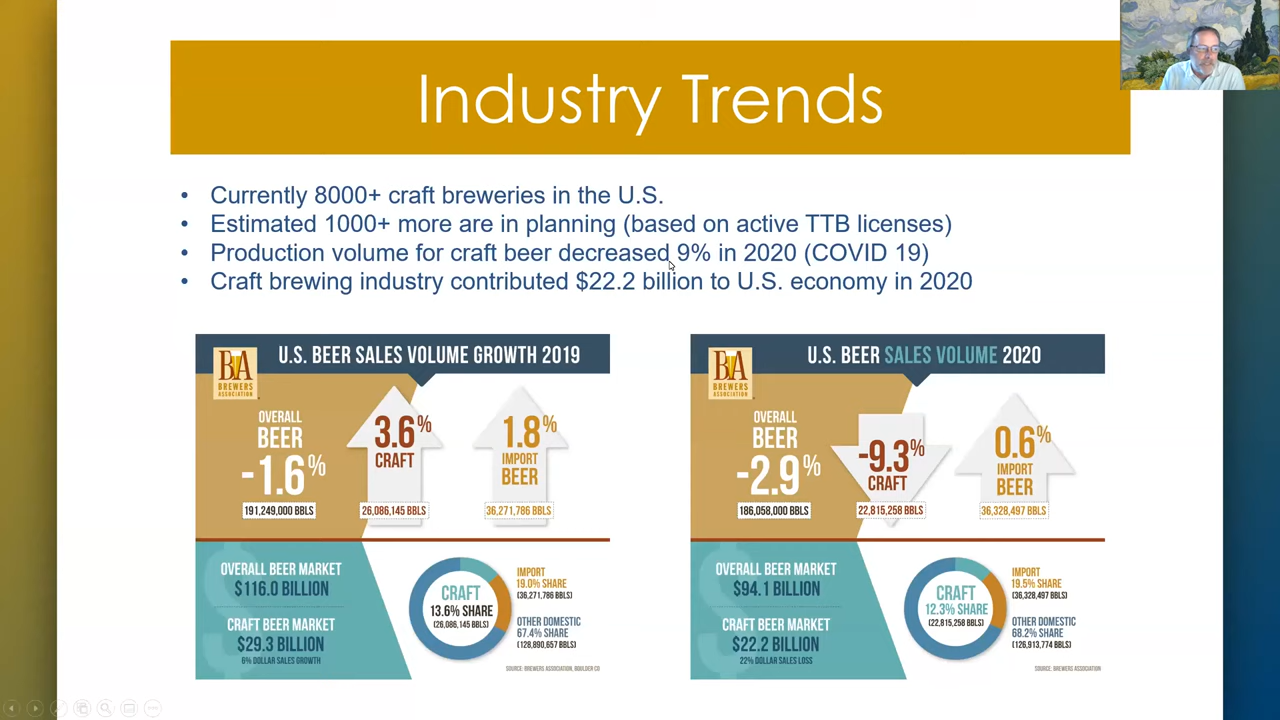 Industry Trends
• Currently 8000+ craft breweries in the U.S.
• Estimated 1000+ more are in planning (based on active TTB licenses)
• Production volume for craft beer decreased 9% in 2020 (COVID 19)
• Craft brewing industry contributed $22.2 billion to U.S. economy in 2020
U.S. BEER SALES VOLUME GROWTH 2019
BA
BREWERS
ASSOCIATION
OVERALL
BEER
-1.6%
191,249,000 BBLS
3.6%
CRAFT
26,086,145 BBLS
1.8%
IMPORT
BEER
36,271,786 BBLS
OVERALL BEER MARKET
$116.0 BILLION
CRAFT BEER MARKET
$29.3 BILLION
6% DOLLAR SALES GROWTH
CRAFT
13.6% SHARE
(26,086,145 BBLS)
IMPORT
19.0% SHARE
(36,271,786 BBLS)
OTHER DOMESTIC
67.4% SHARE
(128,890,657 BBLS)
SOURCE: BREWERS ASSOCIATION, BOULDER CO
U.S. BEER SALES VOLUME 2020
BA
BREWERS
ASSOCIATION
OVERALL
BEER
-2.9%
186,058,000 BBLS
-9.3%
CRAFT
22,815,258 BBLS
0.6%
IMPORT
BEER
36,328,497 BBLS
OVERALL BEER MARKET
$94.1 BILLION
CRAFT BEER MARKET
$22.2 BILLION
22% DOLLAR SALES LOSS
CRAFT
12.3% SHARE
(22,815,258 BBLS)
IMPORT
19.5% SHARE
(36,328,497 BBLS)
OTHER DOMESTIC
68.2% SHARE
(126,913,774 BBLS)
SOURCE: BREWERS ASSOCIATION